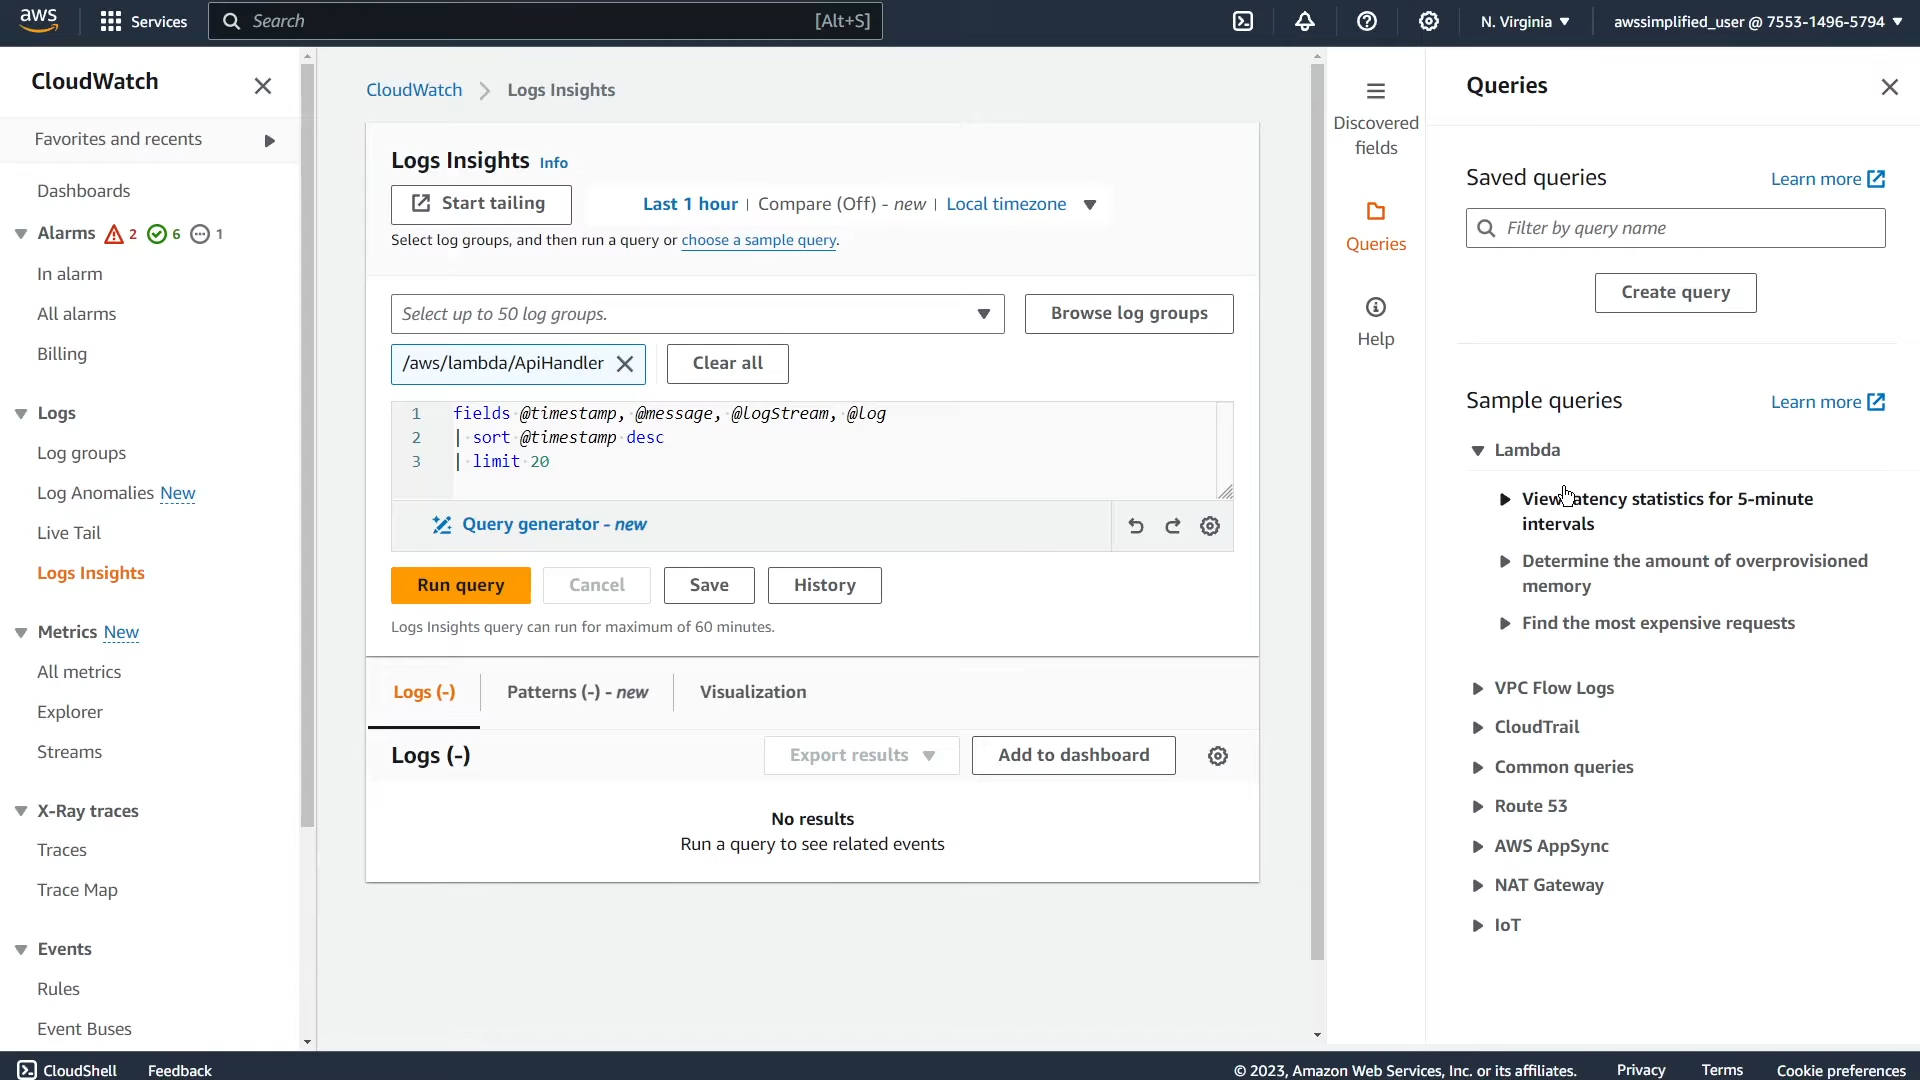 aws
Services
Search
[Alt+S]
N. Virginia
awssimplified_user @ 7553-1496-5794
CloudWatch
Favorites and recents
Dashboards
Alarms 2 6 1
In alarm
All alarms
Billing
Logs
Log groups
Log Anomalies New
Live Tail
Logs Insights
Metrics New
All metrics
Explorer
Streams
X-Ray traces
Traces
Trace Map
Events
Rules
Event Buses
CloudWatch
Logs Insights
Logs Insights Info
Start tailing
Last 1 hour | Compare (Off) - new | Local timezone
Select log groups, and then run a query or choose a sample query.
Select up to 50 log groups.
Browse log groups
/aws/lambda/ApiHandler
Clear all
1 fields @timestamp, @message, @logStream, @log
2 | sort @timestamp desc
3 | limit 20
Query generator - new
Run query
Cancel
Save
History
Logs Insights query can run for maximum of 60 minutes.
Logs (-)
Patterns (-) - new
Visualization
Logs (-)
Export results
Add to dashboard
No results
Run a query to see related events
Discovered
fields
Queries
Help
Queries
Saved queries
Learn more
Filter by query name
Create query
Sample queries
Learn more
Lambda
View latency statistics for 5-minute
intervals
Determine the amount of overprovisioned
memory
Find the most expensive requests
VPC Flow Logs
CloudTrail
Common queries
Route 53
AWS AppSync
NAT Gateway
IoT
CloudShell
Feedback
© 2023, Amazon Web Services, Inc. or its affiliates.
Privacy
Terms
Cookie preferences